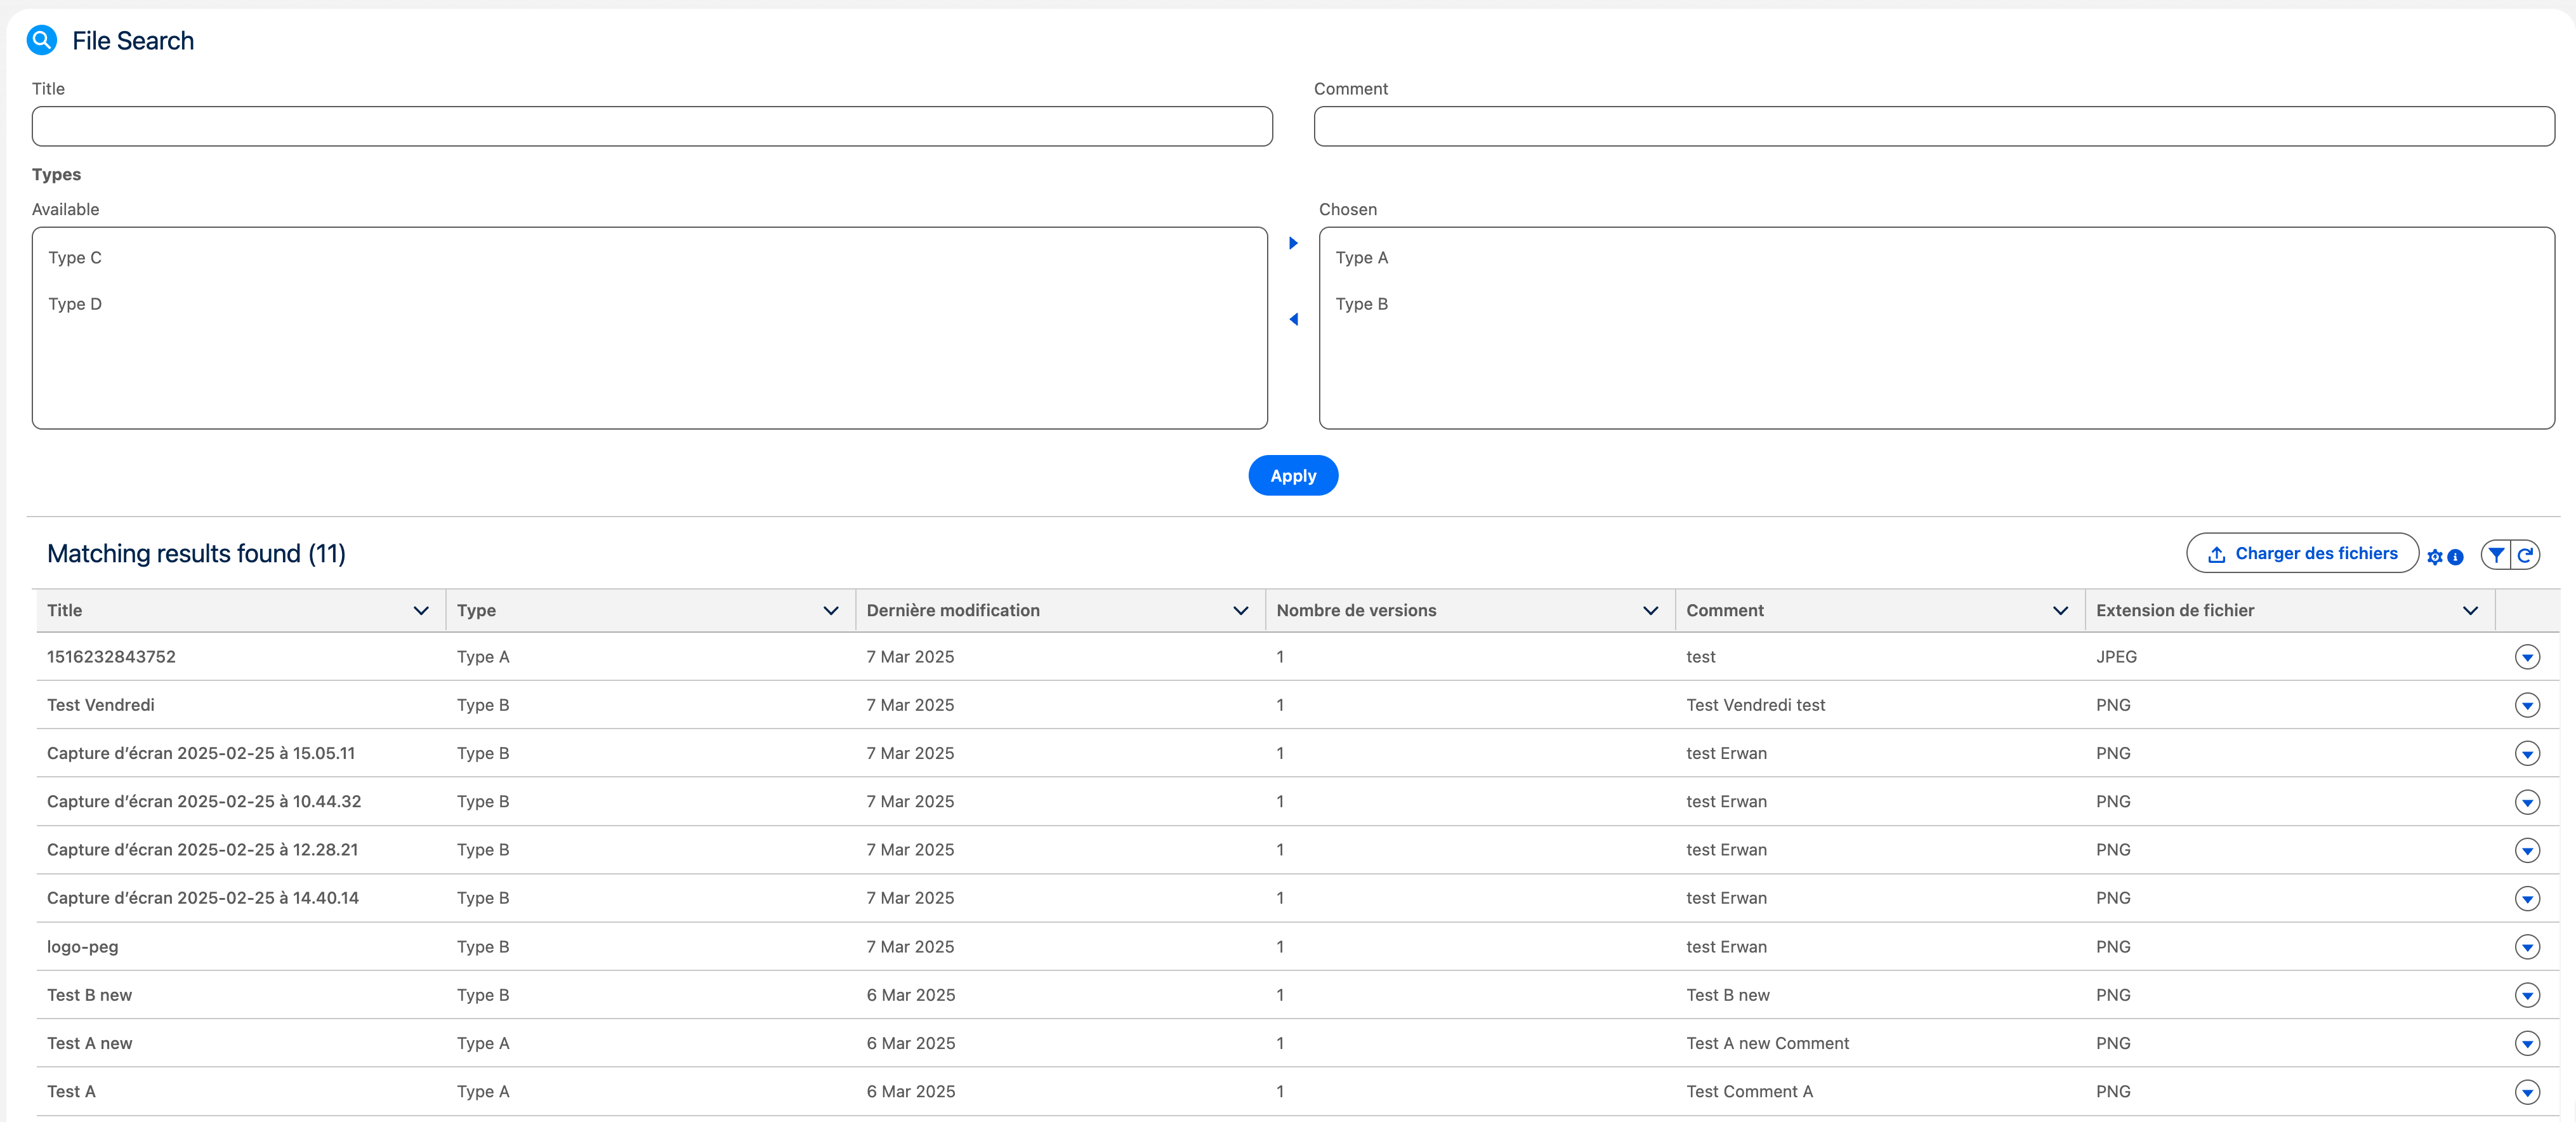 File Search
Title Comment
Types
Available Chosen
Type C Type A
Type D Type B
Apply
Matching results found (11) Charger des fichiers
Title Type Dernière modification Nombre de versions Comment Extension de fichier
1516232843752 Type A 7 Mar 2025 1 test JPEG
Test Vendredi Type B 7 Mar 2025 1 Test Vendredi test PNG
Capture d’écran 2025-02-25 à 15.05.11 Type B 7 Mar 2025 1 test Erwan PNG
Capture d’écran 2025-02-25 à 10.44.32 Type B 7 Mar 2025 1 test Erwan PNG
Capture d’écran 2025-02-25 à 12.28.21 Type B 7 Mar 2025 1 test Erwan PNG
Capture d’écran 2025-02-25 à 14.40.14 Type B 7 Mar 2025 1 test Erwan PNG
logo-peg Type B 7 Mar 2025 1 test Erwan PNG
Test B new Type B 6 Mar 2025 1 Test B new PNG
Test A new Type A 6 Mar 2025 1 Test A new Comment PNG
Test A Type A 6 Mar 2025 1 Test Comment A PNG